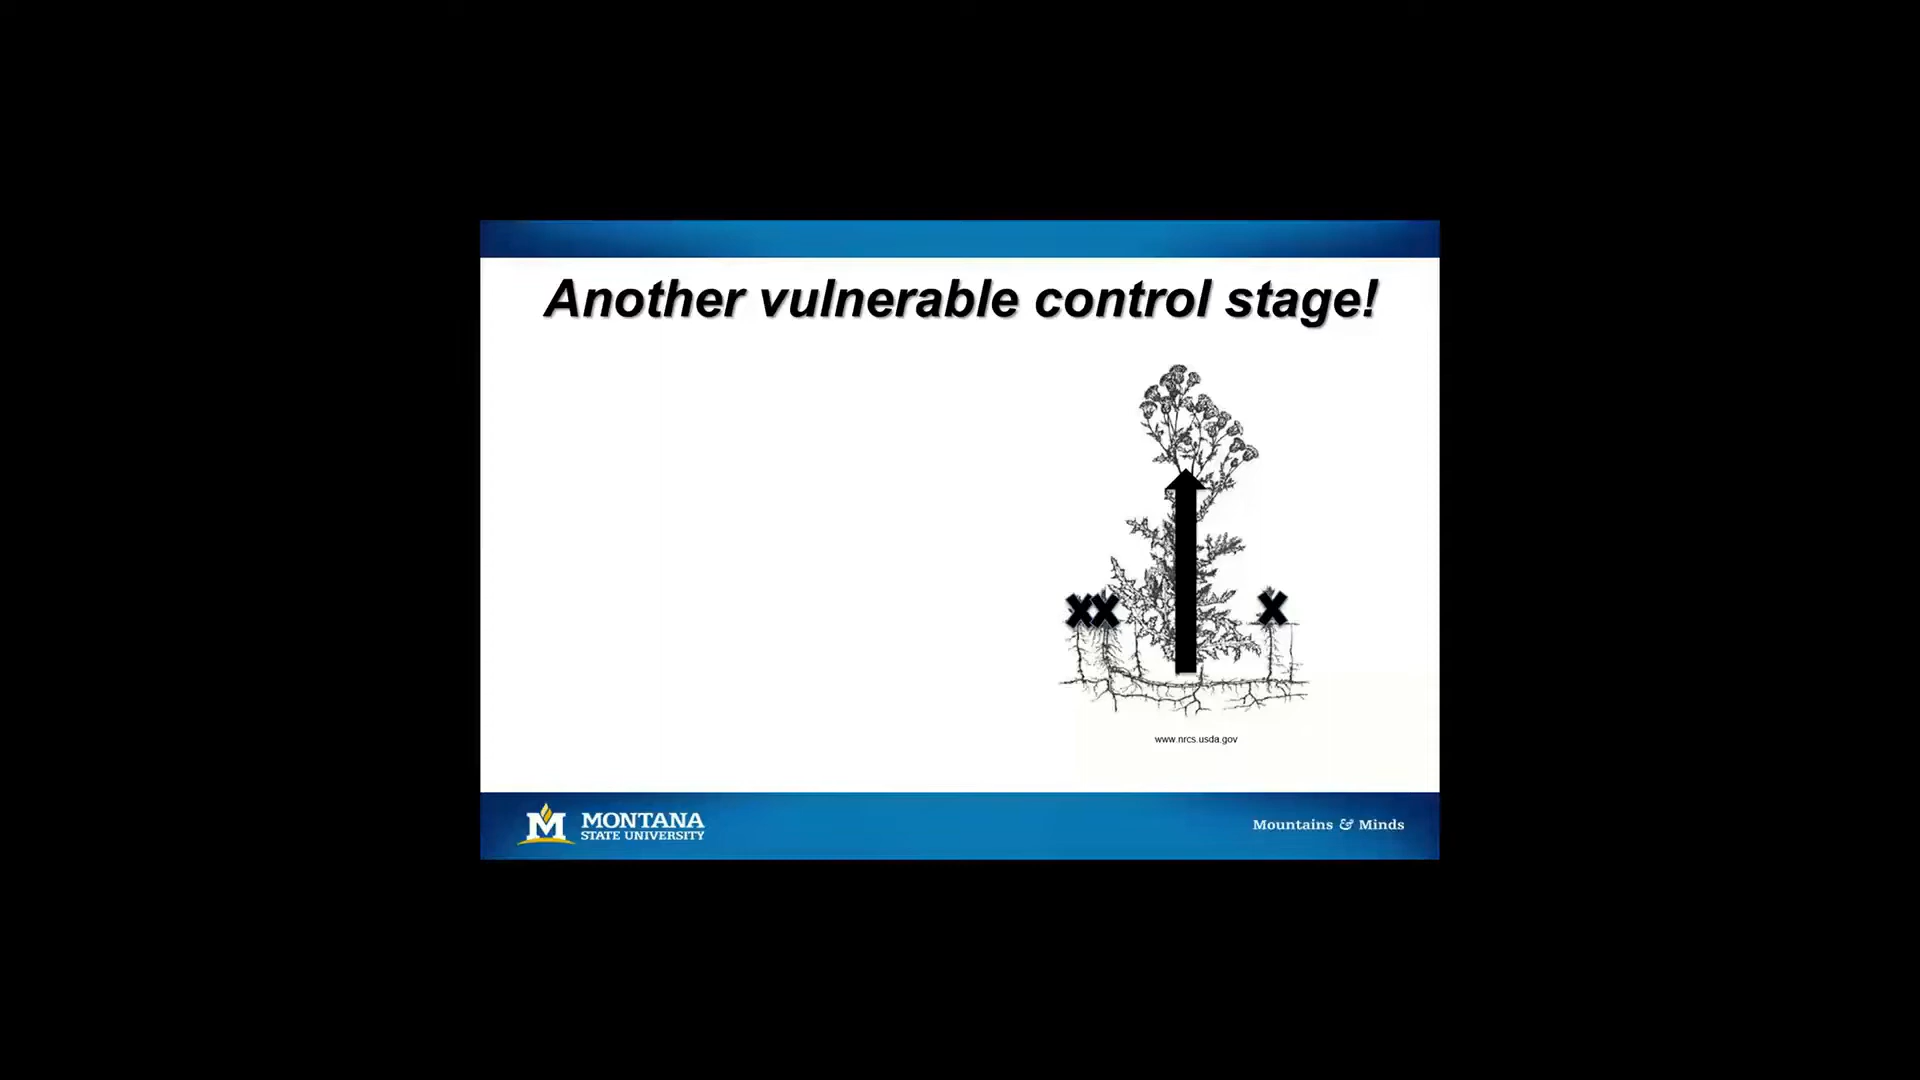 Another vulnerable control stage!
www.nrcs.usda.gov
M MONTANA
STATE UNIVERSITY
Mountains & Minds